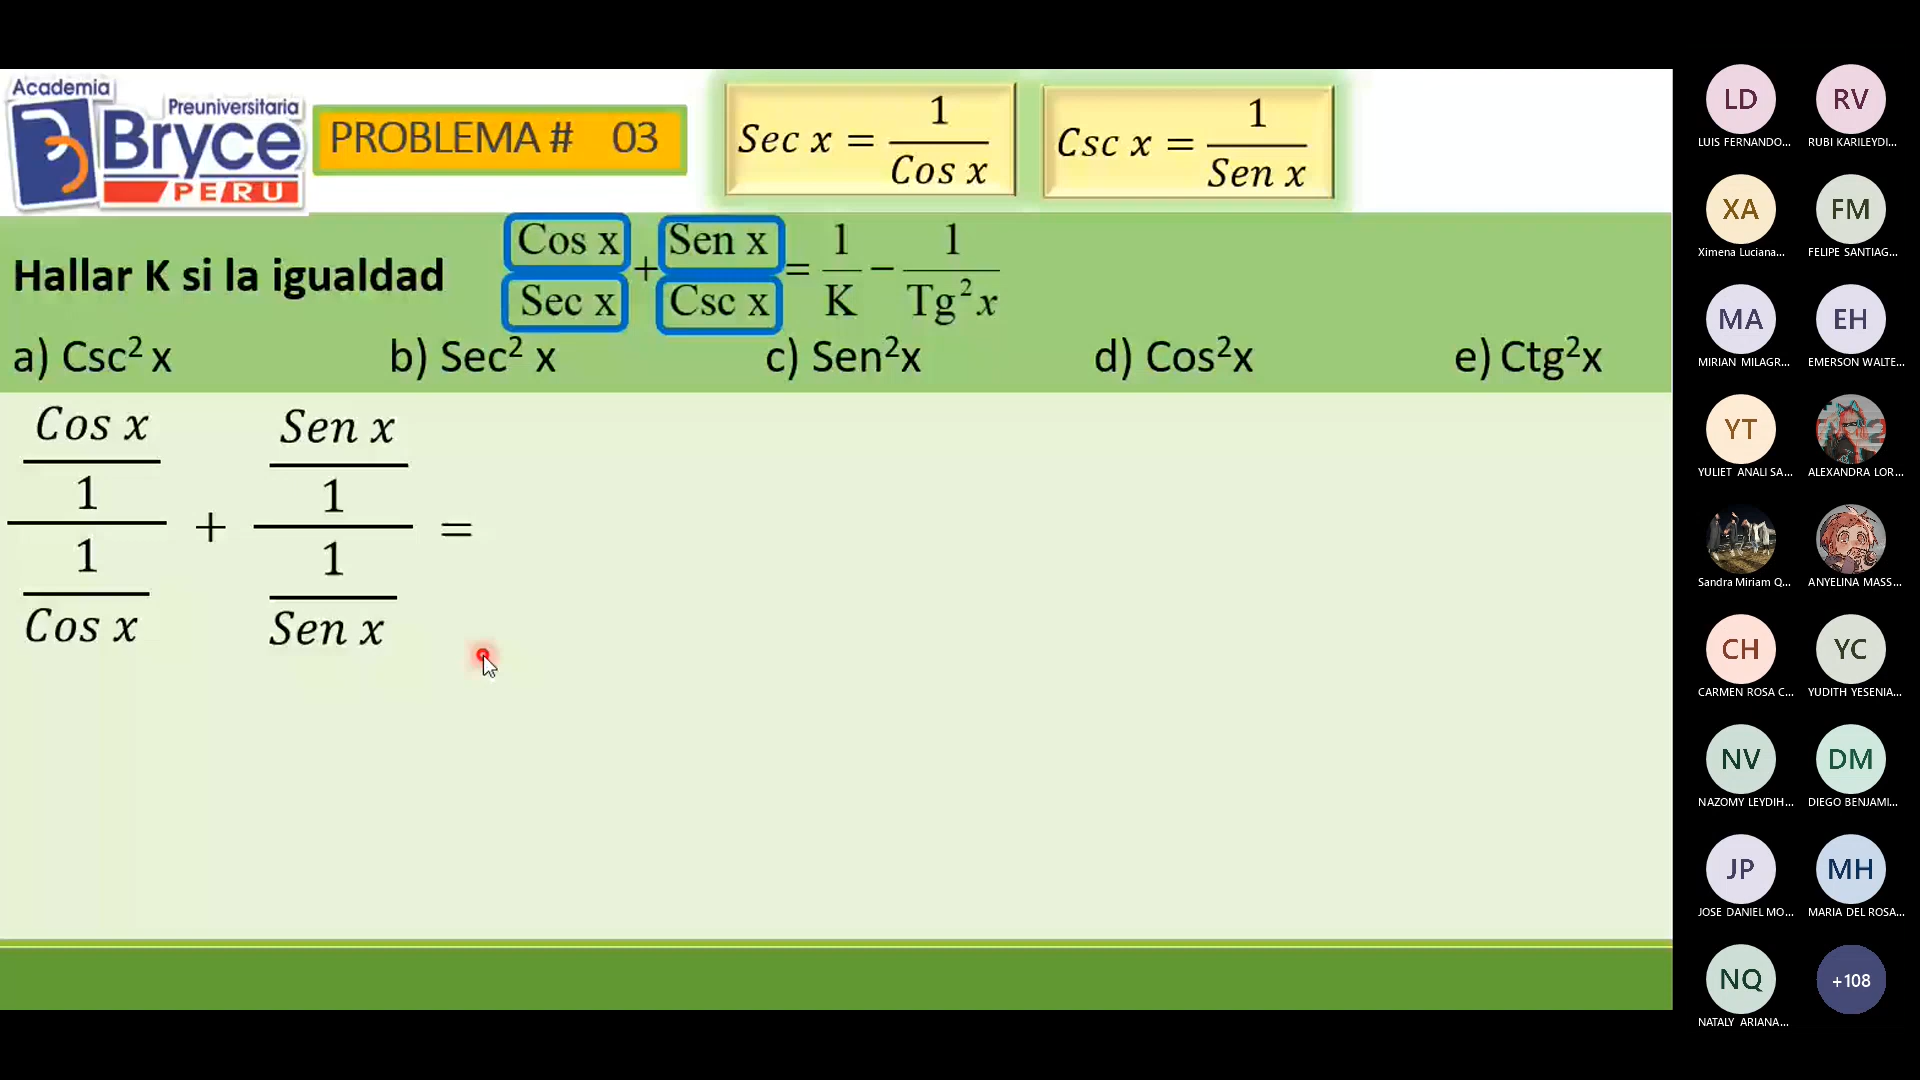 Academia
Preuniversitaria
Bryce
PERU
PROBLEMA # 03
Sec x = 1 / Cos x
Csc x = 1 / Sen x
Hallar K si la igualdad Cos x / Sec x + Sen x / Csc x = 1 / K − 1 / Tg² x
a) Csc² x b) Sec² x c) Sen²x d) Cos²x e) Ctg²x
Cos x / 1 / 1 / Cos x + Sen x / 1 / 1 / Sen x =
LD RV
LUIS FERNANDO... RUBI KARILEYDI...
XA FM
Ximena Luciana... FELIPE SANTIAG...
MA EH
MIRIAN MILAGR... EMERSON WALTE...
YT
YULIET ANALI SA... ALEXANDRA LOR...
Sandra Miriam Q... ANYELINA MASS...
CH YC
CARMEN ROSA C... YUDITH YESENIA...
NV DM
NAZOMY LEYDIH... DIEGO BENJAMI...
JP MH
JOSE DANIEL MO... MARIA DEL ROSA...
NQ +108
NATALY ARIANA...